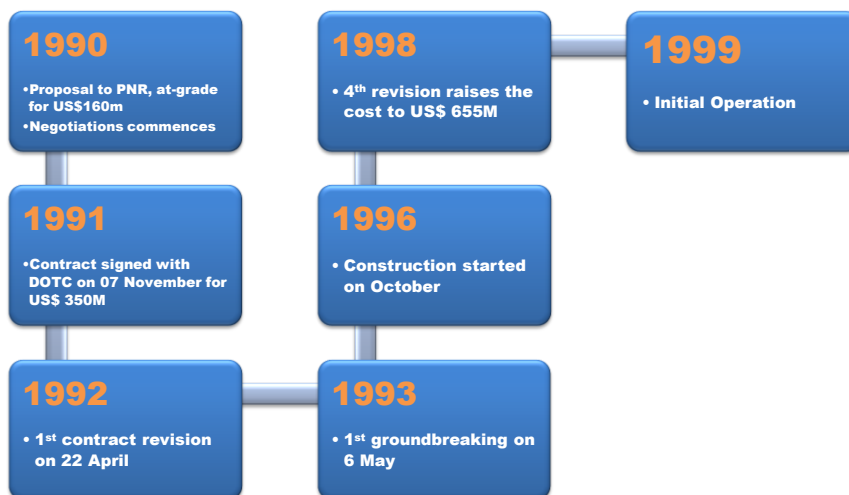 1990
•Proposal to PNR, at-grade
for US$160m
•Negotiations commences
1991
•Contract signed with
DOTC on 07 November for
US$ 350M
1992
• 1st contract revision
on 22 April
1993
• 1st groundbreaking on
6 May
1996
• Construction started
on October
1998
• 4th revision raises the
cost to US$ 655M
1999
• Initial Operation